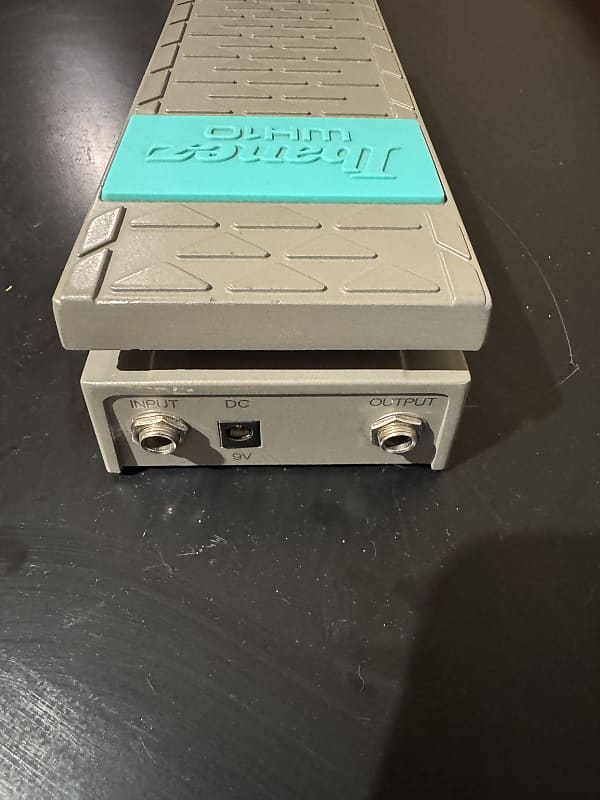 Ibanez
WH10
INPUT DC OUTPUT
9V